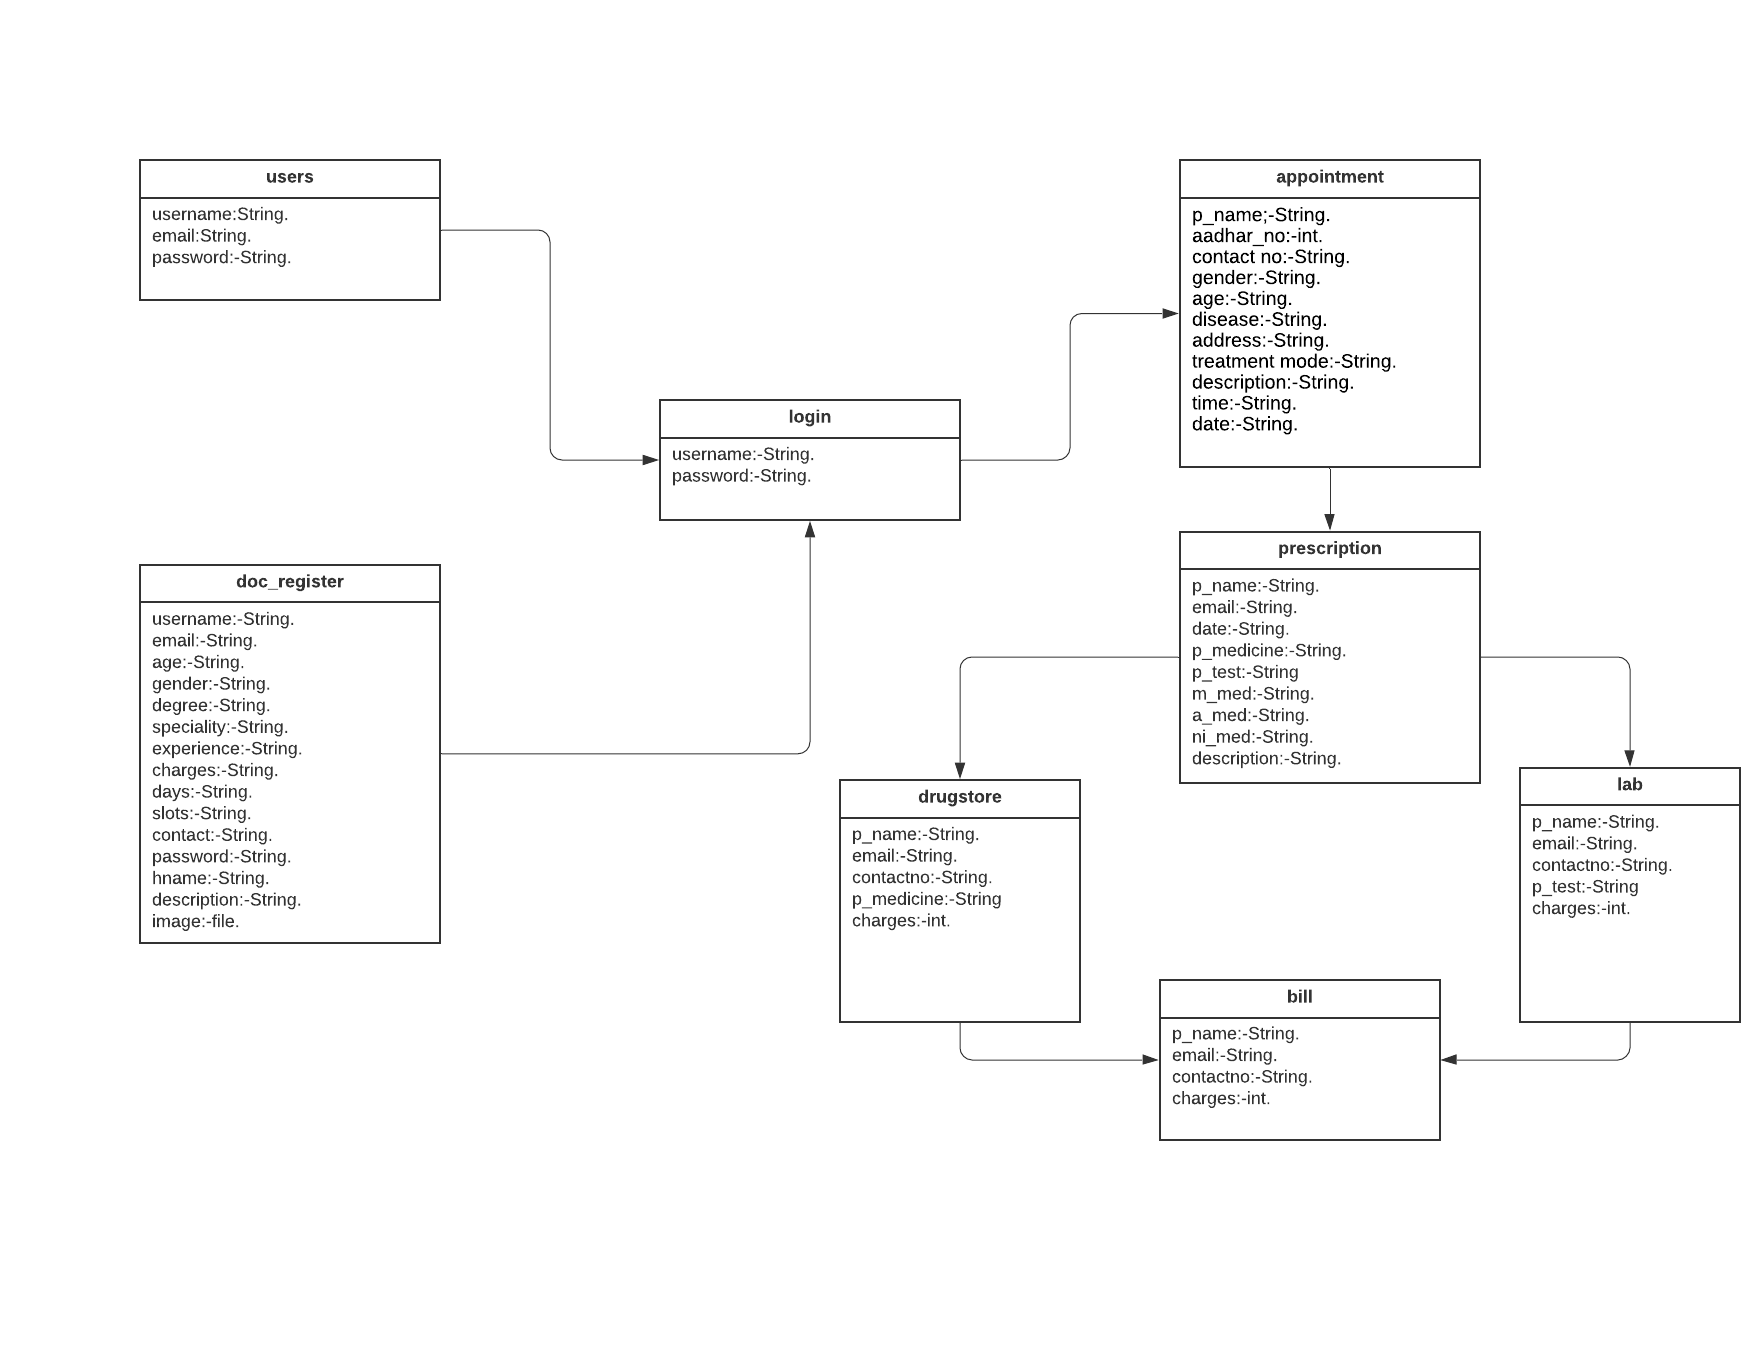 users
username:String.
email:String.
password:-String.
appointment
p_name;-String.
aadhar_no:-int.
contact no:-String.
gender:-String.
age:-String.
disease:-String.
address:-String.
treatment mode:-String.
description:-String.
time:-String.
date:-String.
login
username:-String.
password:-String.
doc_register
username:-String.
email:-String.
age:-String.
gender:-String.
degree:-String.
speciality:-String.
experience:-String.
charges:-String.
days:-String.
slots:-String.
contact:-String.
password:-String.
hname:-String.
description:-String.
image:-file.
prescription
p_name:-String.
email:-String.
date:-String.
p_medicine:-String.
p_test:-String
m_med:-String.
a_med:-String.
ni_med:-String.
description:-String.
drugstore
p_name:-String.
email:-String.
contactno:-String.
p_medicine:-String
charges:-int.
lab
p_name:-String.
email:-String.
contactno:-String.
p_test:-String
charges:-int.
bill
p_name:-String.
email:-String.
contactno:-String.
charges:-int.